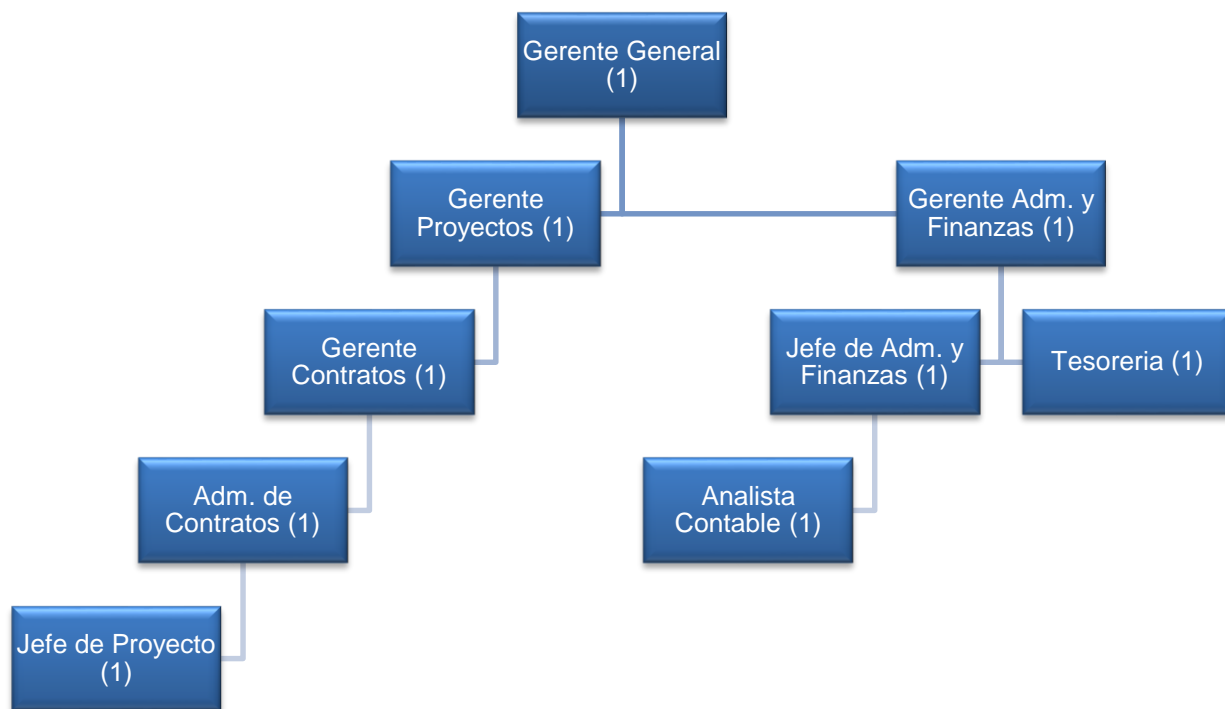 Gerente General
(1)
Gerente
Proyectos (1)
Gerente Adm. y
Finanzas (1)
Gerente
Contratos (1)
Jefe de Adm. y
Finanzas (1)
Tesoreria (1)
Adm. de
Contratos (1)
Analista
Contable (1)
Jefe de Proyecto
(1)